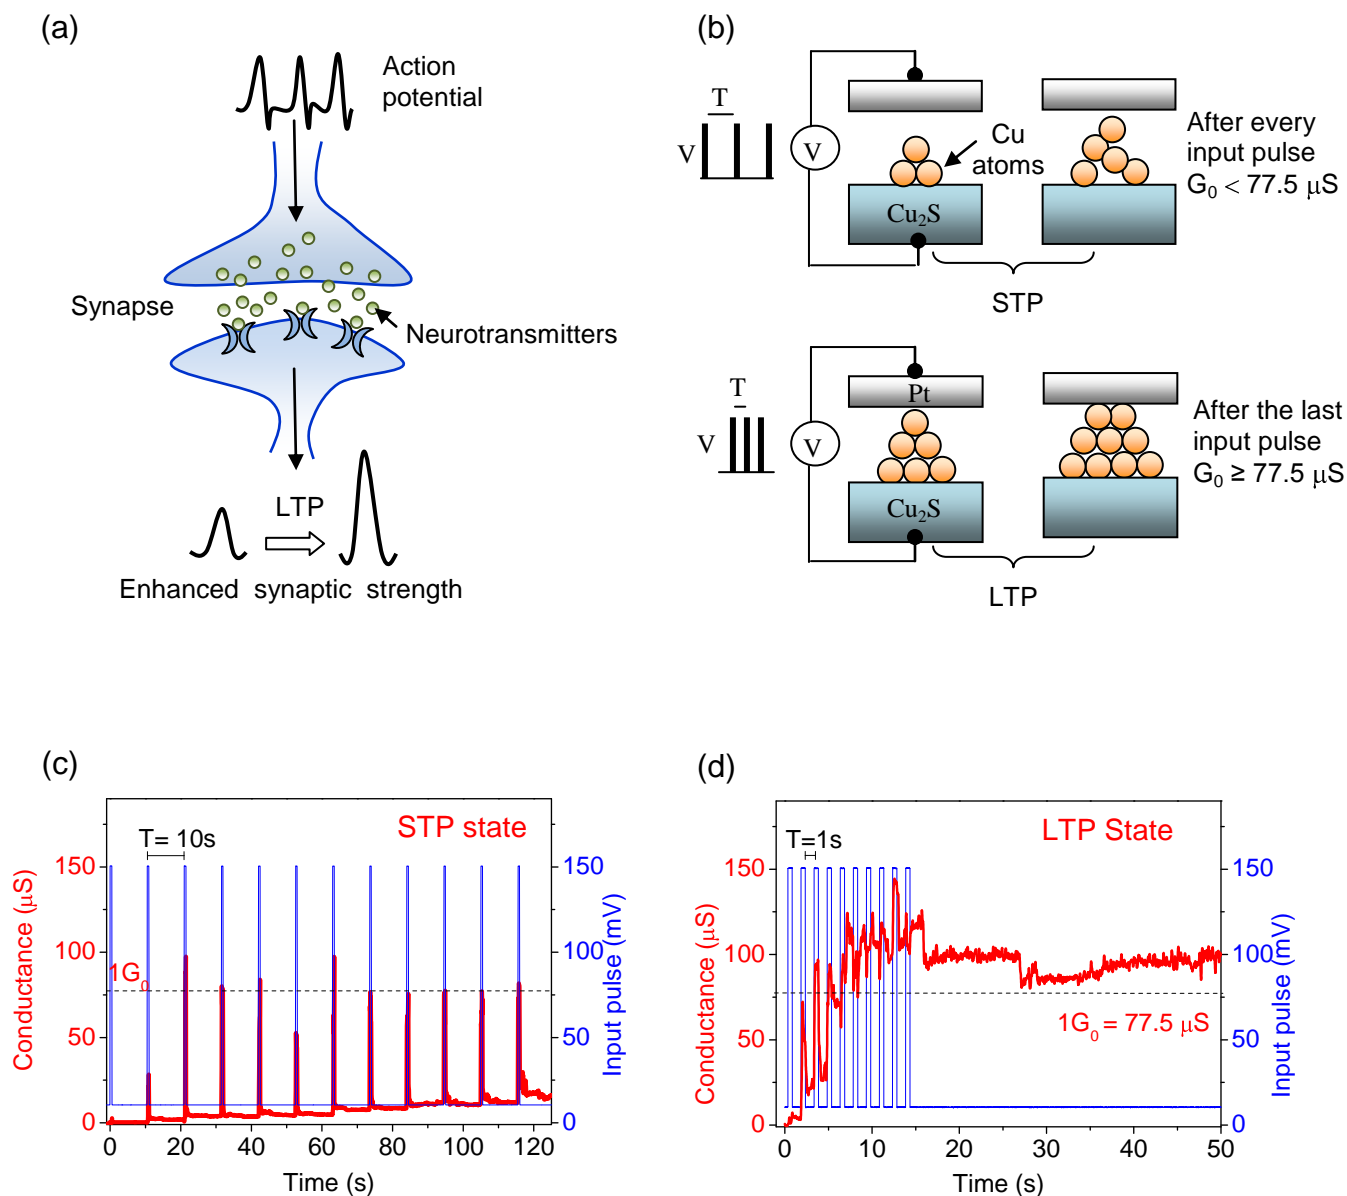 (a)
Action
potential
Synapse
Neurotransmitters
LTP
Enhanced synaptic strength
(b)
T
V
V
Cu
atoms
Cu₂S
After every
input pulse
G₀ < 77.5 μS
STP
T
V
V
Pt
Cu₂S
After the last
input pulse
G₀ ≥ 77.5 μS
LTP
(c)
STP state
T= 10s
1G₀
Conductance (μS)
150
100
50
0
Input pulse (mV)
150
100
50
0
0 20 40 60 80 100 120
Time (s)
(d)
LTP State
T=1s
1G₀ = 77.5 μS
Conductance (μS)
150
100
50
0
Input pulse (mV)
150
100
50
0
0 10 20 30 40 50
Time (s)